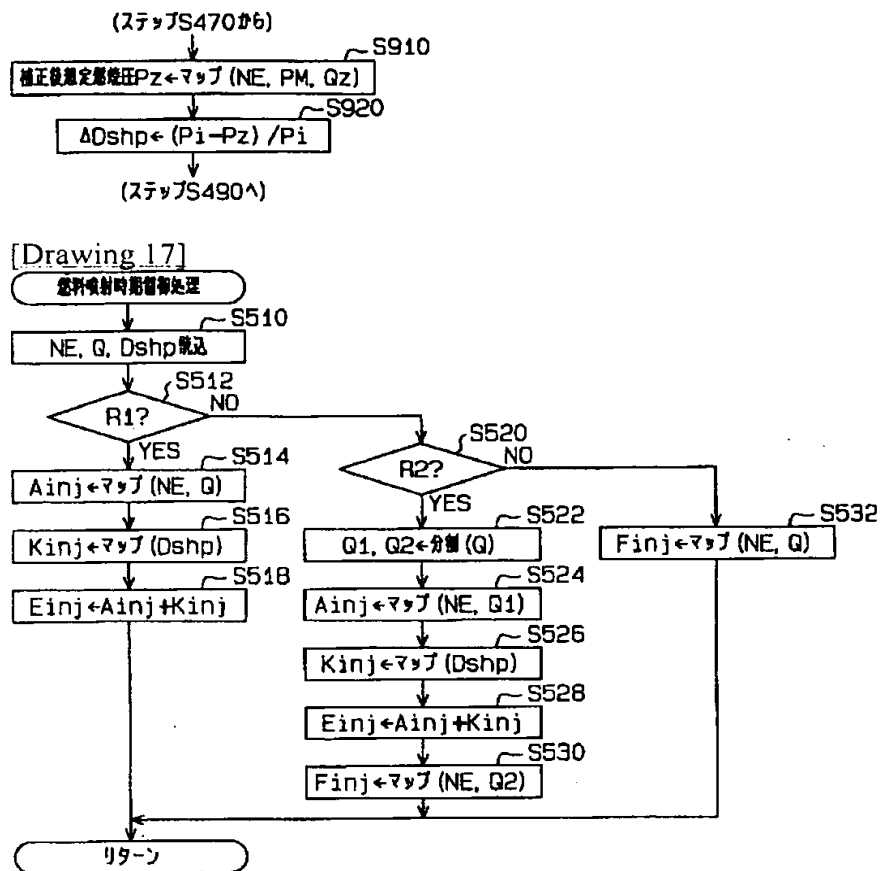 (ステップS470から)
S910
補正後想定燃焼圧Pz←マップ(NE, PM, Qz)
S920
ΔDshp←(Pi-Pz)/Pi
(ステップS490へ)
[Drawing 17]
燃料噴射時期制御処理
S510
NE, Q, Dshp読込
S512
R1?
NO
YES
S520
R2?
NO
YES
S514
Ainj←マップ(NE, Q)
S522
Q1, Q2←分割(Q)
S532
Finj←マップ(NE, Q)
S516
Kinj←マップ(Dshp)
S524
Ainj←マップ(NE, Q1)
S518
Einj←Ainj+Kinj
S526
Kinj←マップ(Dshp)
S528
Einj←Ainj+Kinj
S530
Finj←マップ(NE, Q2)
リターン